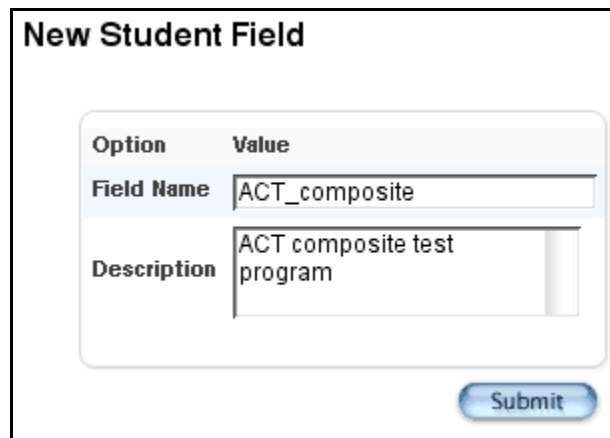 New Student Field
Option Value
Field Name ACT_composite
Description ACT composite test
program
Submit